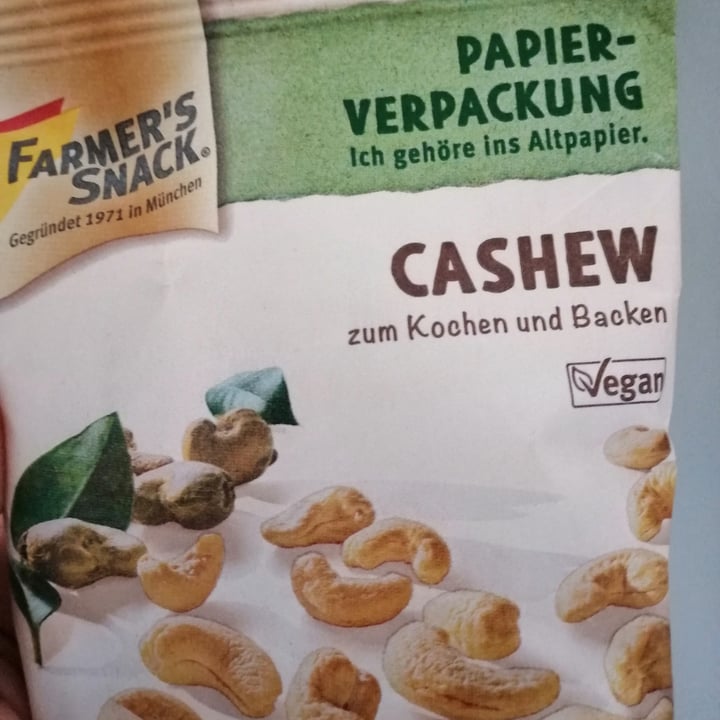 PAPIER-
VERPACKUNG
Ich gehöre ins Altpapier.
FARMER'S
SNACK®
Gegründet 1971 in München
CASHEW
zum Kochen und Backen
Vegan